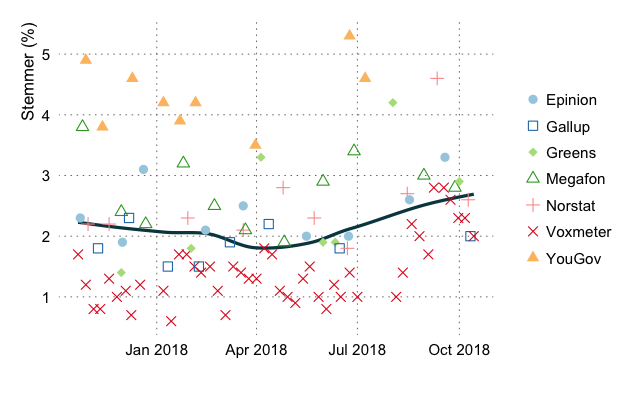 Stemmer (%)
5
4
3
2
1
Jan 2018
Apr 2018
Jul 2018
Oct 2018
Epinion
Gallup
Greens
Megafon
Norstat
Voxmeter
YouGov